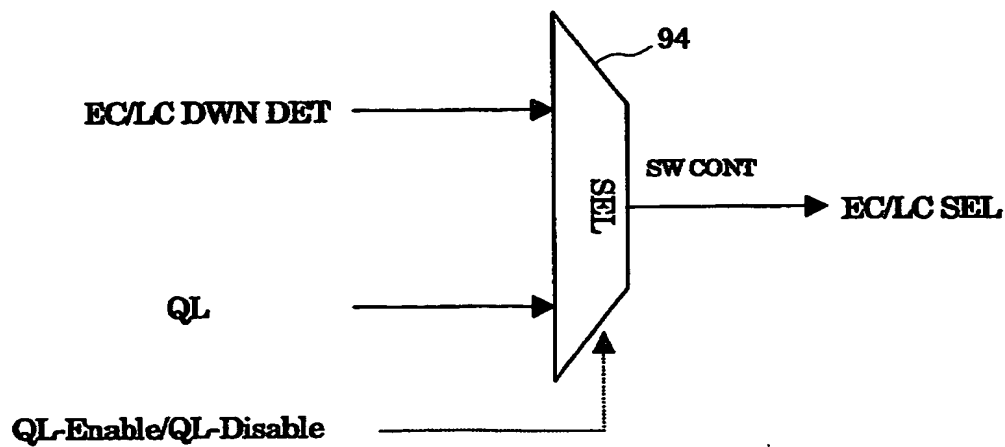 94
EC/LC DWN DET
SW CONT
SEL
EC/LC SEL
QL
QL-Enable/QL-Disable